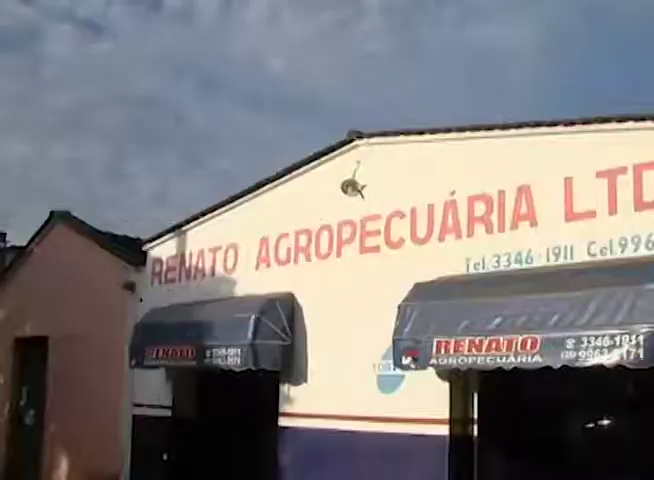 RENATO AGROPECUÁRIA LTD
Tel.3346-1911 Cel.996
RENATO
RENATO
AGROPECUÁRIA
3346-1911